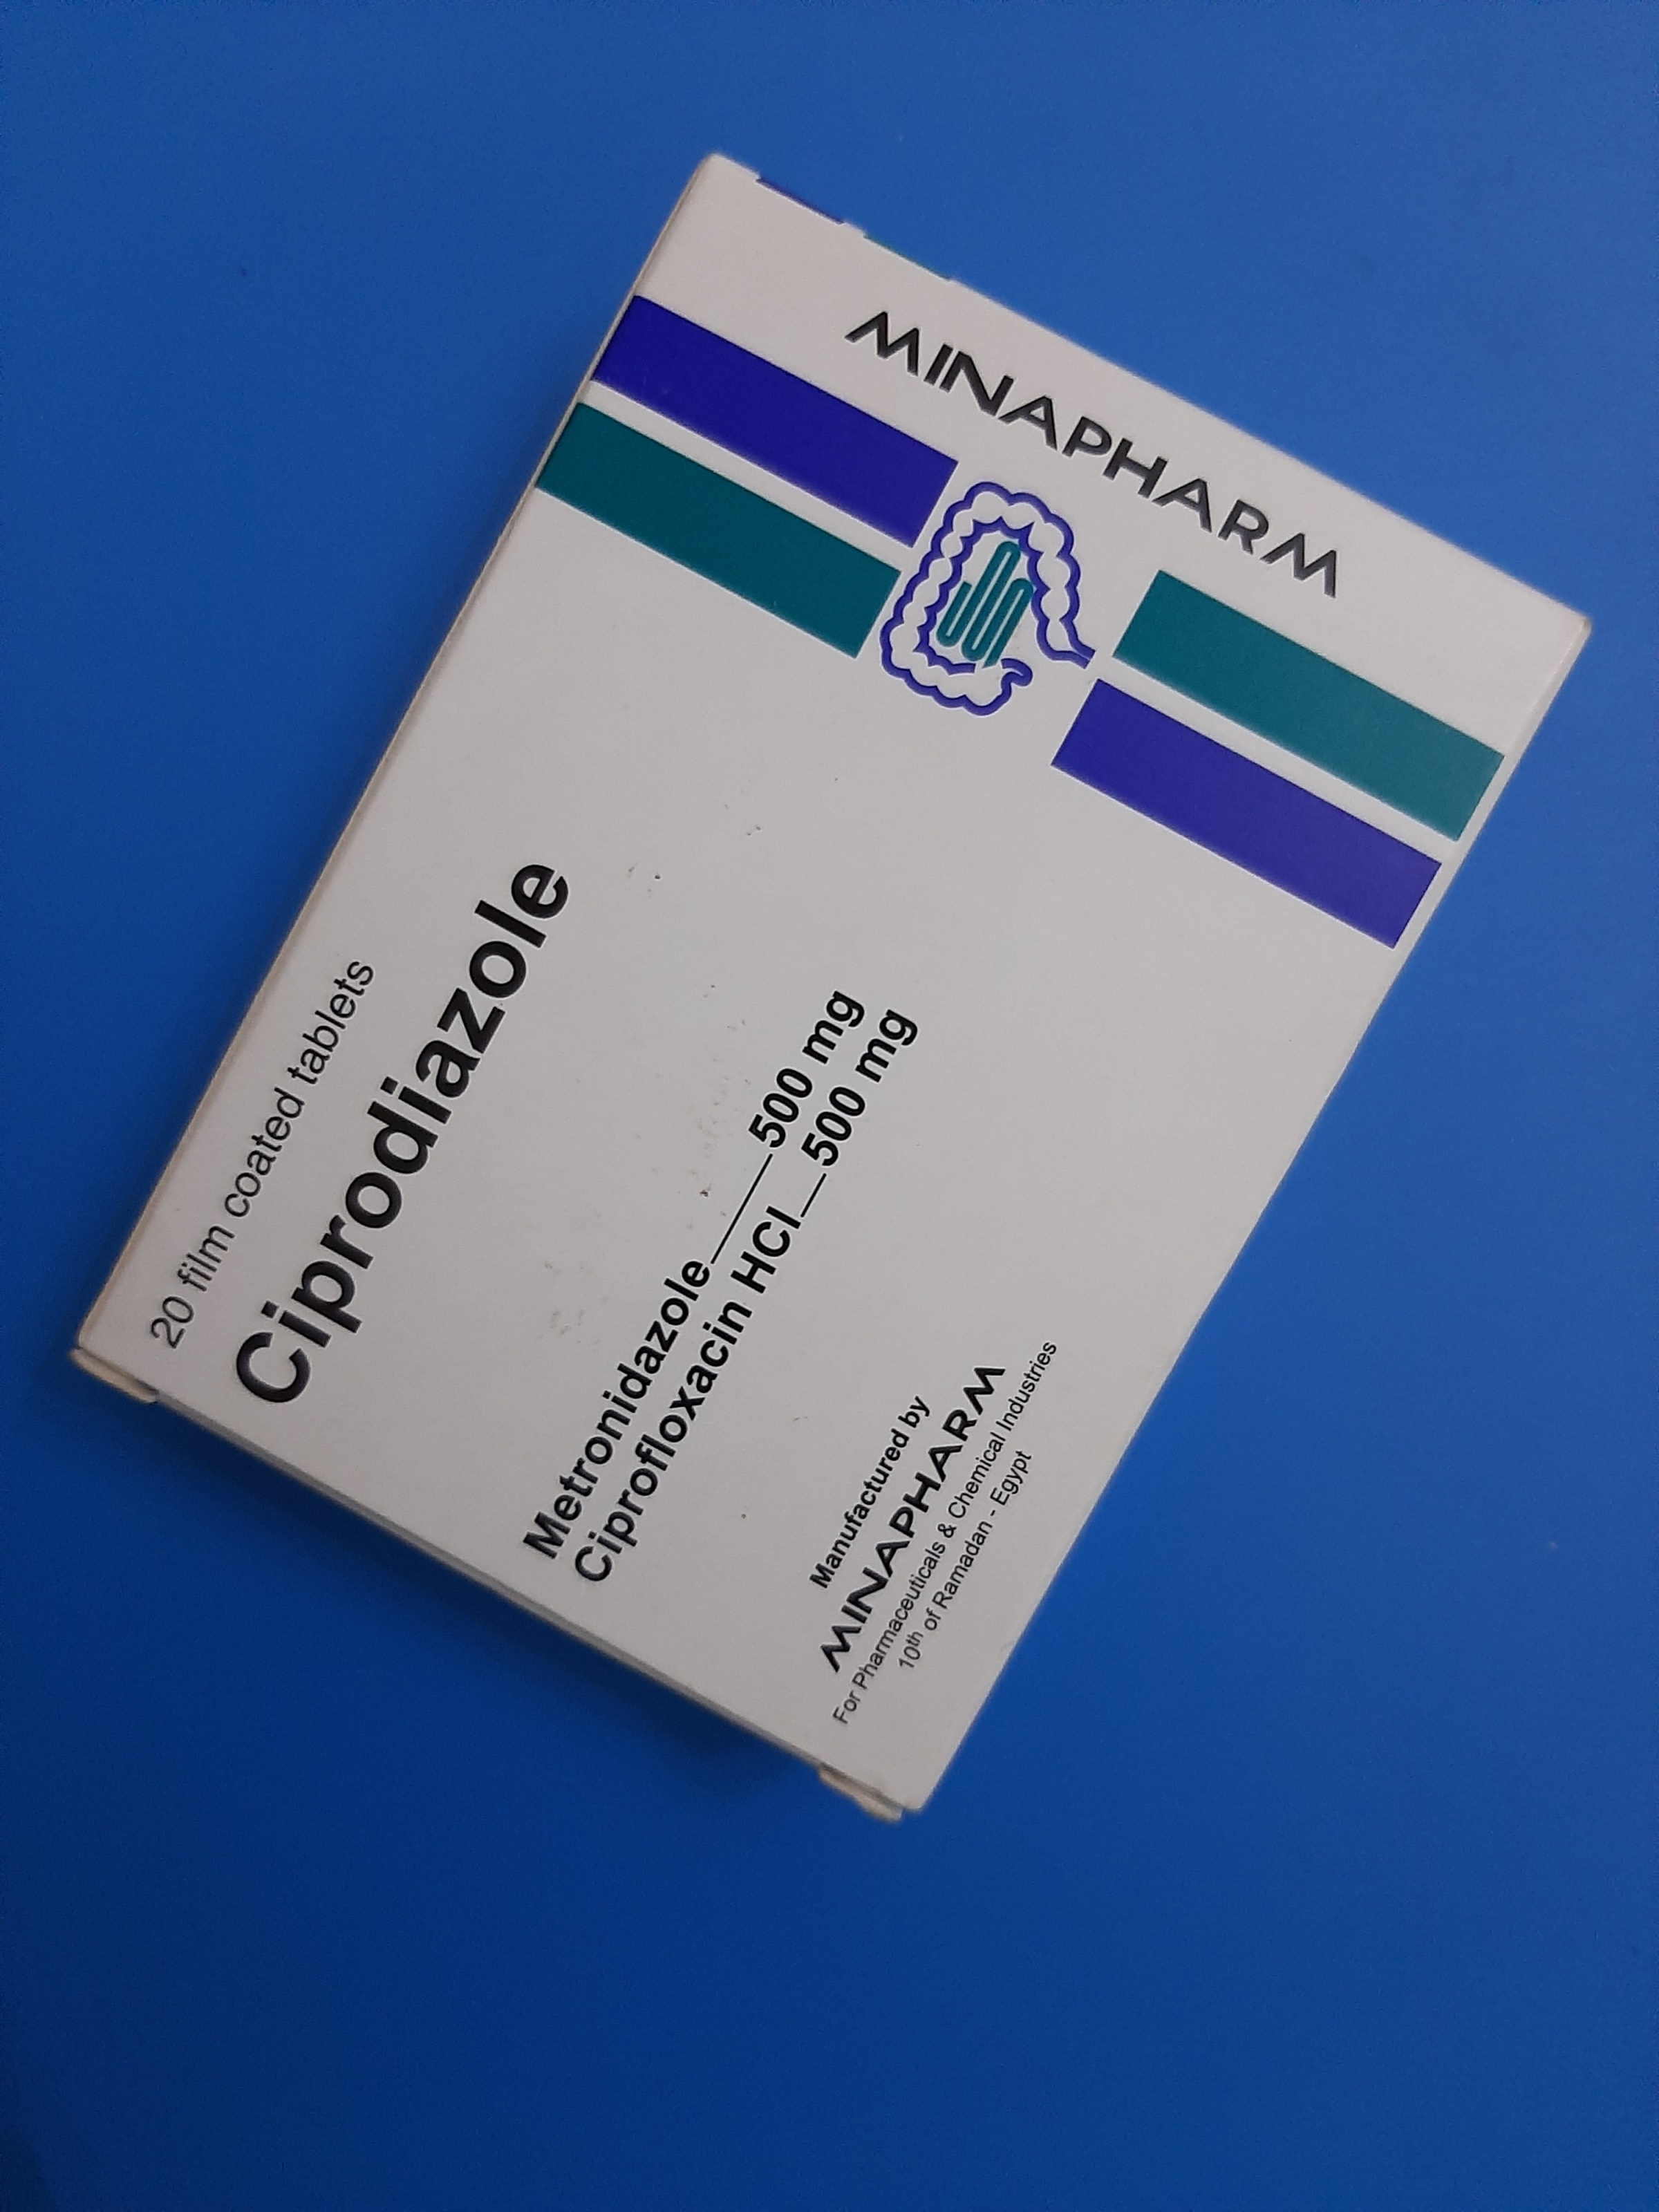 MINAPHARM
20 film coated tablets
Ciprodiazole
Metronidazole 500 mg
Ciprofloxacin HCl 500 mg
Manufactured by
MINAPHARM
For Pharmaceuticals & Chemical Industries
10th of Ramadan - Egypt